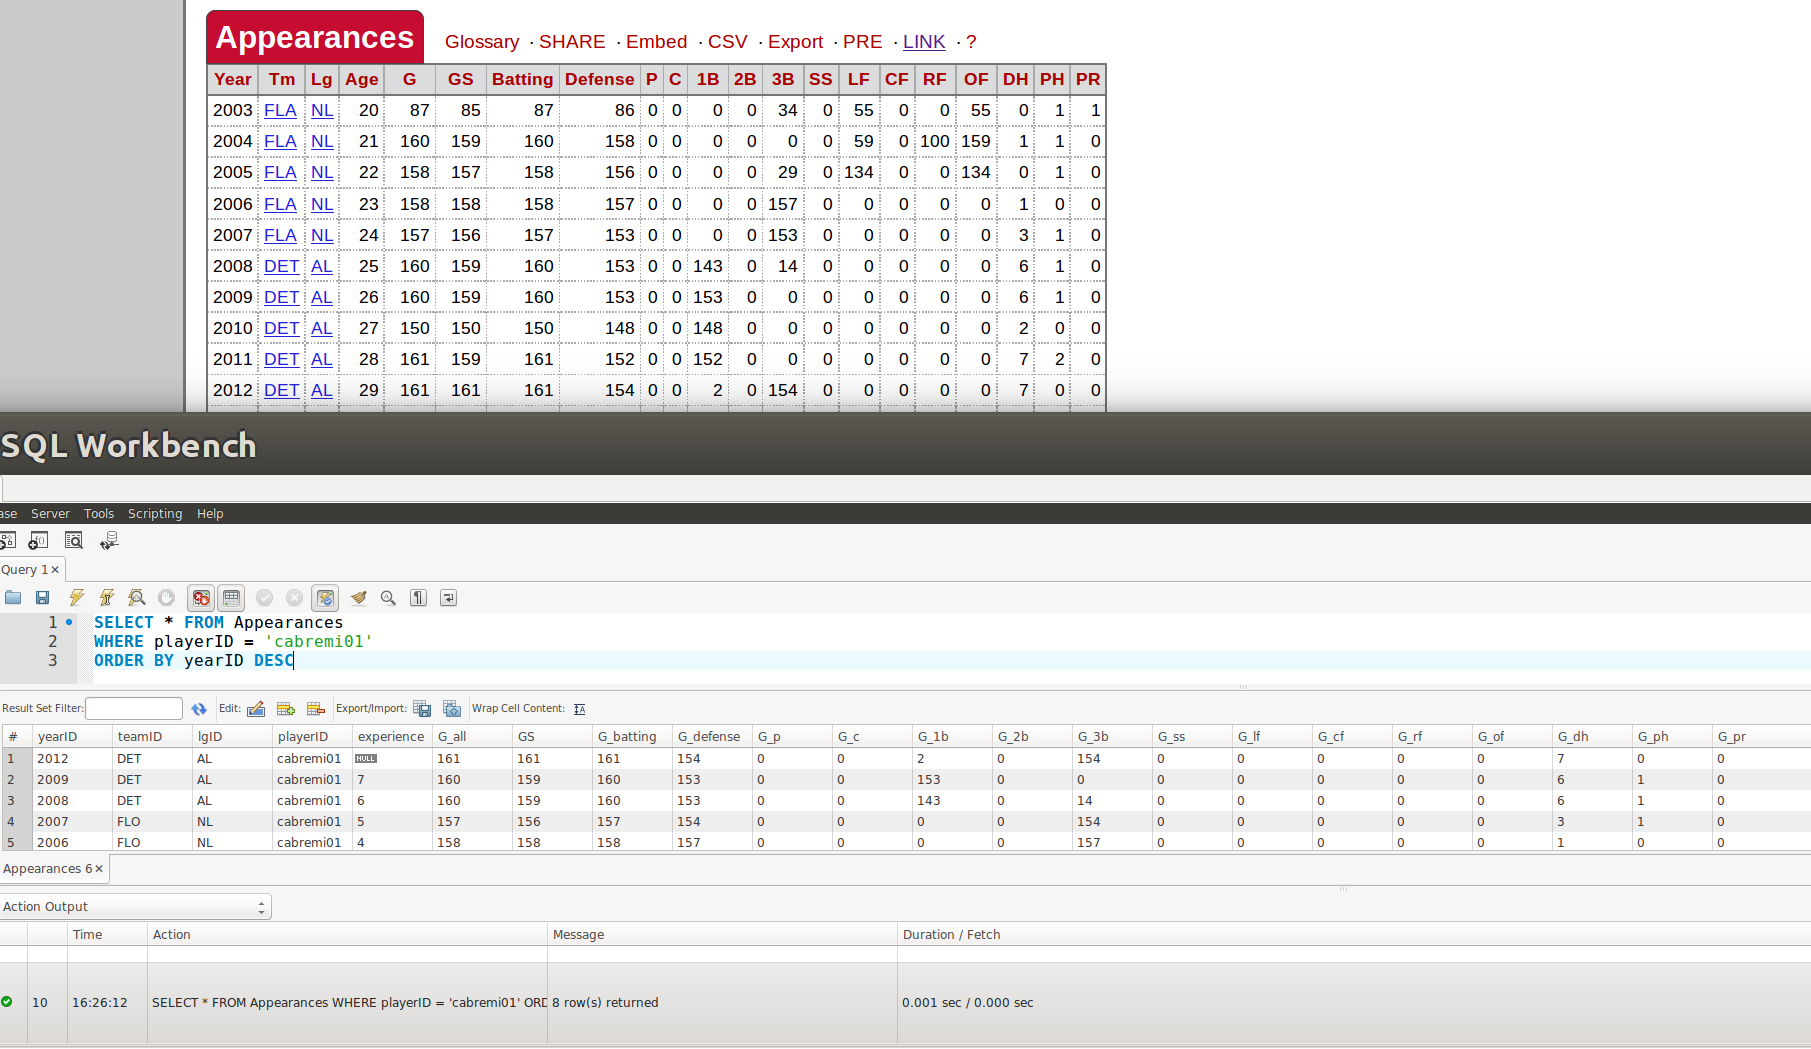 Appearances Glossary · SHARE · Embed · CSV · Export · PRE · LINK · ?
Year Tm Lg Age G GS Batting Defense P C 1B 2B 3B SS LF CF RF OF DH PH PR
2003 FLA NL 20 87 85 87 86 0 0 0 0 34 0 55 0 0 55 0 1 1
2004 FLA NL 21 160 159 160 158 0 0 0 0 0 0 59 0 100 159 1 1 0
2005 FLA NL 22 158 157 158 156 0 0 0 0 29 0 134 0 0 134 0 1 0
2006 FLA NL 23 158 158 158 157 0 0 0 0 157 0 0 0 0 0 1 0 0
2007 FLA NL 24 157 156 157 153 0 0 0 0 153 0 0 0 0 0 3 1 0
2008 DET AL 25 160 159 160 153 0 0 143 0 14 0 0 0 0 0 6 1 0
2009 DET AL 26 160 159 160 153 0 0 153 0 0 0 0 0 0 0 6 1 0
2010 DET AL 27 150 150 150 148 0 0 148 0 0 0 0 0 0 0 2 0 0
2011 DET AL 28 161 159 161 152 0 0 152 0 0 0 0 0 0 0 7 2 0
2012 DET AL 29 161 161 161 154 0 0 2 0 154 0 0 0 0 0 7 0 0
SQL Workbench
ase Server Tools Scripting Help
Query 1
1 SELECT * FROM Appearances
2 WHERE playerID = 'cabremi01'
3 ORDER BY yearID DESC
Result Set Filter: Edit: Export/Import: Wrap Cell Content:
# yearID teamID lgID playerID experience G_all GS G_batting G_defense G_p G_c G_1b G_2b G_3b G_ss G_lf G_cf G_rf G_of G_dh G_ph G_pr
1 2012 DET AL cabremi01 NULL 161 161 161 154 0 0 2 0 154 0 0 0 0 0 7 0 0
2 2009 DET AL cabremi01 7 160 159 160 153 0 0 153 0 0 0 0 0 0 0 6 1 0
3 2008 DET AL cabremi01 6 160 159 160 153 0 0 143 0 14 0 0 0 0 0 6 1 0
4 2007 FLO NL cabremi01 5 157 156 157 154 0 0 0 0 154 0 0 0 0 0 3 1 0
5 2006 FLO NL cabremi01 4 158 158 158 157 0 0 0 0 157 0 0 0 0 0 1 0 0
Appearances 6
Action Output
Time Action Message Duration / Fetch
10 16:26:12 SELECT * FROM Appearances WHERE playerID = 'cabremi01' ORD 8 row(s) returned 0.001 sec / 0.000 sec